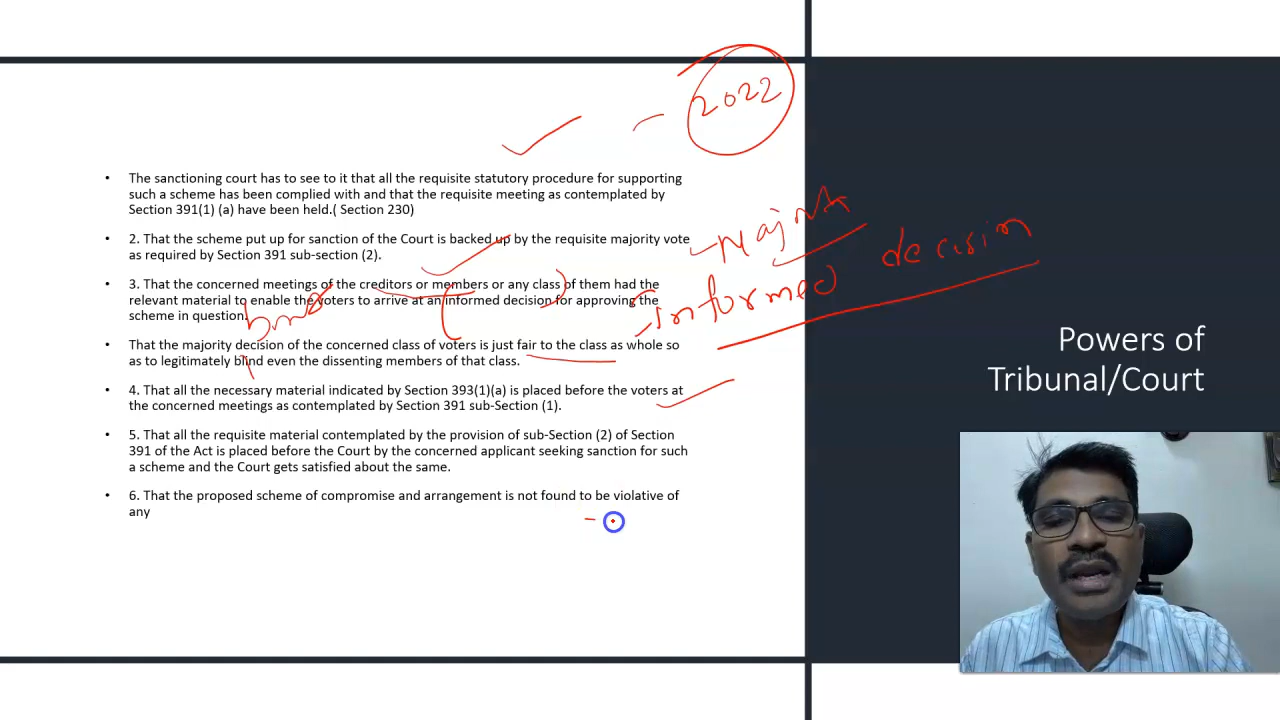 2022
• The sanctioning court has to see to it that all the requisite statutory procedure for supporting
such a scheme has been complied with and that the requisite meeting as contemplated by
Section 391(1) (a) have been held.( Section 230)
• 2. That the scheme put up for sanction of the Court is backed up by the requisite majority vote
as required by Section 391 sub-section (2).
• 3. That the concerned meetings of the creditors or members or any class of them had the
relevant material to enable the voters to arrive at an informed decision for approving the
scheme in question.
informed decision
• That the majority decision of the concerned class of voters is just fair to the class as whole so
as to legitimately blind even the dissenting members of that class.
• 4. That all the necessary material indicated by Section 393(1)(a) is placed before the voters at
the concerned meetings as contemplated by Section 391 sub-Section (1).
• 5. That all the requisite material contemplated by the provision of sub-Section (2) of Section
391 of the Act is placed before the Court by the concerned applicant seeking sanction for such
a scheme and the Court gets satisfied about the same.
• 6. That the proposed scheme of compromise and arrangement is not found to be violative of
any
Powers of
Tribunal/Court